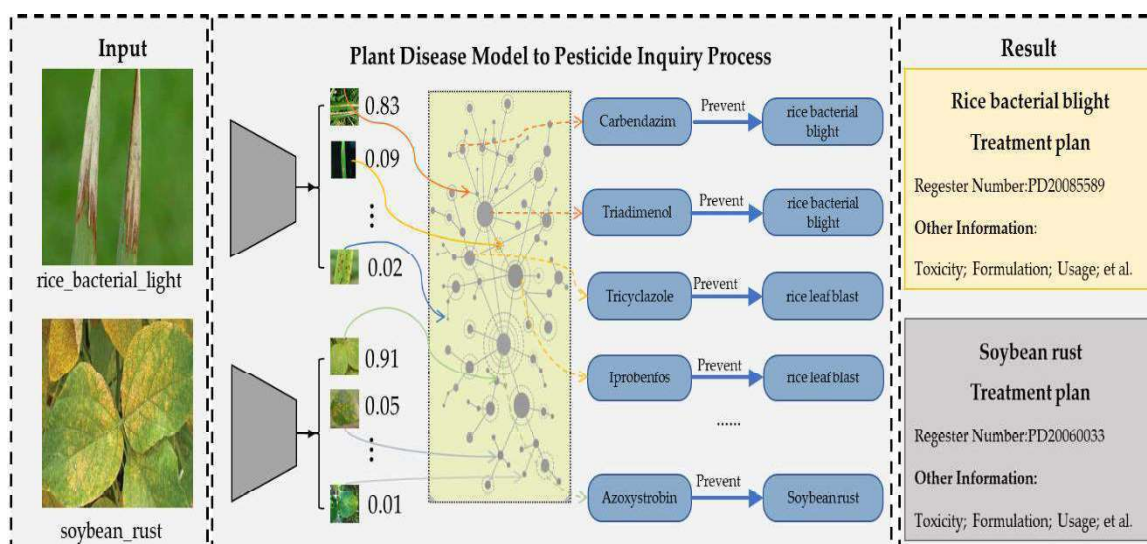 Input
rice_bacterial_light
soybean_rust
Plant Disease Model to Pesticide Inquiry Process
0.83
0.09
0.02
0.91
0.05
0.01
Carbendazim
Prevent
rice bacterial
blight
Triadimenol
Prevent
rice bacterial
blight
Tricyclazole
Prevent
rice leaf blast
Iprobenfos
Prevent
rice leaf blast
......
Azoxystrobin
Prevent
Soybean rust
Result
Rice bacterial blight
Treatment plan
Regester Number:PD20085589
Other Information:
Toxicity; Formulation; Usage; et al.
Soybean rust
Treatment plan
Regester Number:PD20060033
Other Information:
Toxicity; Formulation; Usage; et al.